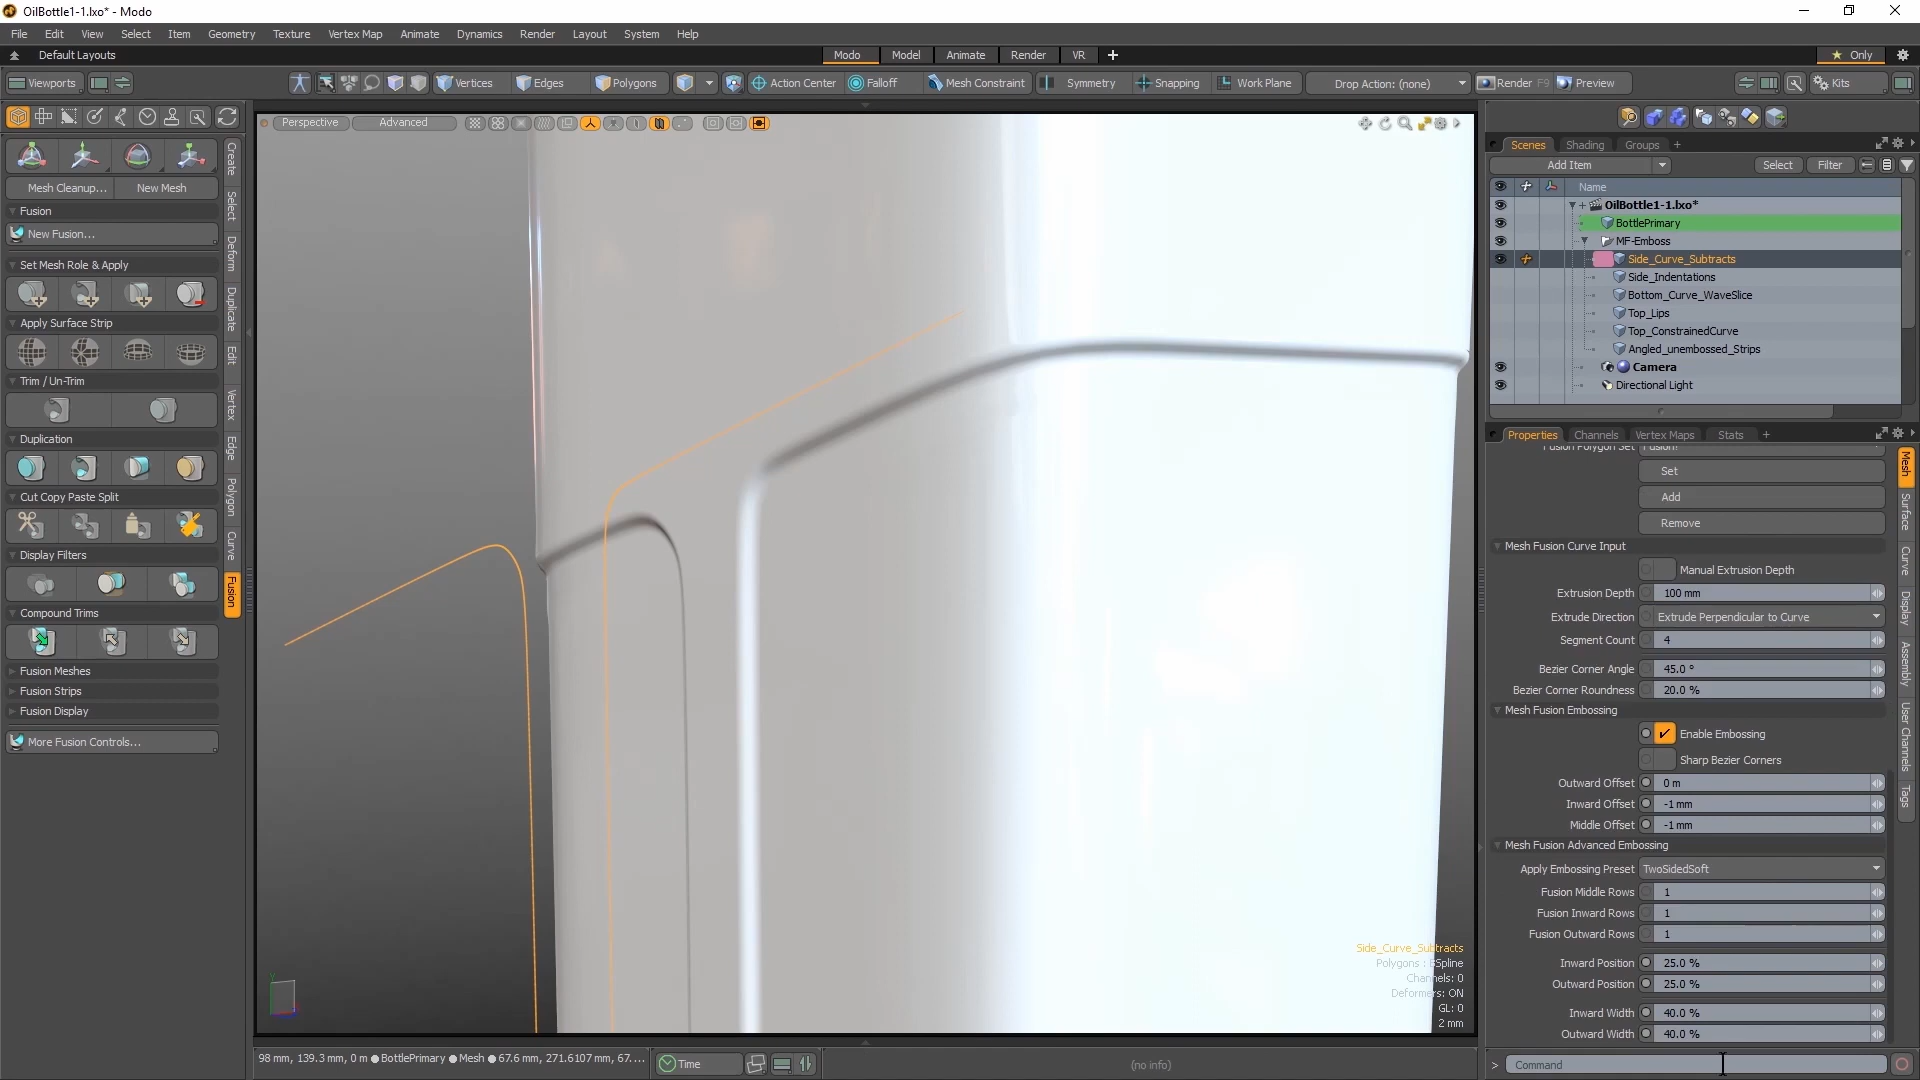 OilBottle1-1.lxo* - Modo
File Edit View Select Item Geometry Texture Vertex Map Animate Dynamics Render Layout System Help
Default Layouts Modo Model Animate Render VR + ★ Only
Viewports Vertices Edges Polygons Action Center Falloff Mesh Constraint Symmetry Snapping Work Plane Drop Action: (none) Render F9 Preview Kits
Perspective Advanced
Mesh Cleanup... New Mesh
Fusion
New Fusion...
Set Mesh Role & Apply
Apply Surface Strip
Trim / Un-Trim
Duplication
Cut Copy Paste Split
Display Filters
Compound Trims
Fusion Meshes
Fusion Strips
Fusion Display
More Fusion Controls...
Create
Select
Deform
Duplicate
Edit
Vertex
Edge
Polygon
Curve
Fusion
Side_Curve_Subtracts
Channels: 0
Deformers: ON
GL: 0
2 mm
Scenes Shading Groups +
Add Item Select Filter
Name
OilBottle1-1.lxo*
BottlePrimary
MF-Emboss
Side_Curve_Subtracts
Side_Indentations
Bottom_Curve_WaveSlice
Top_Lips
Top_ConstrainedCurve
Angled_unembossed_Strips
Camera
Directional Light
Properties Channels Vertex Maps Stats +
Fusion Polygon Set
Set
Add
Remove
Mesh Fusion Curve Input
Manual Extrusion Depth
Extrusion Depth 100 mm
Extrude Direction Extrude Perpendicular to Curve
Segment Count 4
Bezier Corner Angle 45.0 °
Bezier Corner Roundness 20.0 %
Mesh Fusion Embossing
Enable Embossing
Sharp Bezier Corners
Outward Offset 0 m
Inward Offset -1 mm
Middle Offset -1 mm
Mesh Fusion Advanced Embossing
Apply Embossing Preset TwoSidedSoft
Fusion Middle Rows 1
Fusion Inward Rows 1
Fusion Outward Rows 1
Inward Position 25.0 %
Outward Position 25.0 %
Inward Width 40.0 %
Outward Width 40.0 %
Mesh
Surface
Curve
Display
Assembly
User Channels
Tags
98 mm, 139.3 mm, 0 m ● BottlePrimary ● Mesh ● 67.6 mm, 271.6107 mm, 67.... Time (no info) > Command